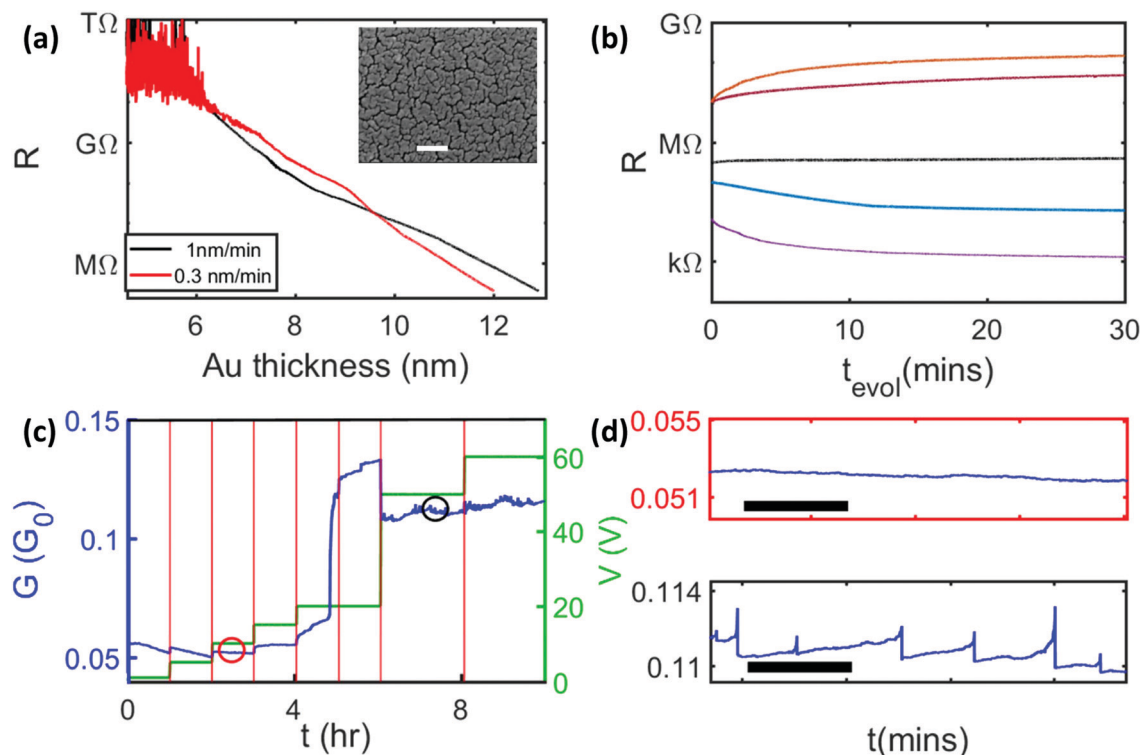 (a)
TΩ
GΩ
MΩ
R
1nm/min
0.3 nm/min
6 8 10 12
Au thickness (nm)
(b)
GΩ
MΩ
kΩ
R
0 10 20 30
t_evol(mins)
(c)
0.15
0.1
0.05
G (G_0)
60
40
20
0
V (V)
0 4 8
t (hr)
(d)
0.055
0.051
0.114
0.11
t(mins)